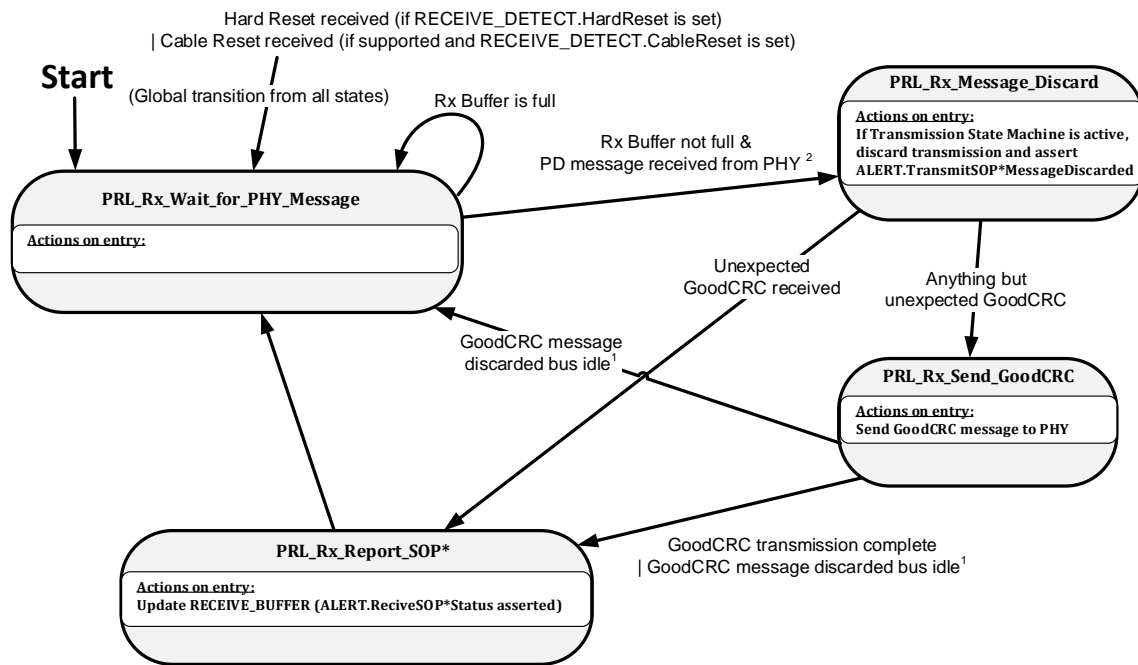 Hard Reset received (if RECEIVE_DETECT.HardReset is set)
| Cable Reset received (if supported and RECEIVE_DETECT.CableReset is set)
Start
(Global transition from all states)
Rx Buffer is full
Rx Buffer not full &
PD message received from PHY ²
PRL_Rx_Message_Discard
Actions on entry:
If Transmission State Machine is active,
discard transmission and assert
ALERT.TransmitSOP*MessageDiscarded
PRL_Rx_Wait_for_PHY_Message
Actions on entry:
Unexpected
GoodCRC received
Anything but
unexpected GoodCRC
GoodCRC message
discarded bus idle¹
PRL_Rx_Send_GoodCRC
Actions on entry:
Send GoodCRC message to PHY
PRL_Rx_Report_SOP*
Actions on entry:
Update RECEIVE_BUFFER (ALERT.ReciveSOP*Status asserted)
GoodCRC transmission complete
| GoodCRC message discarded bus idle¹